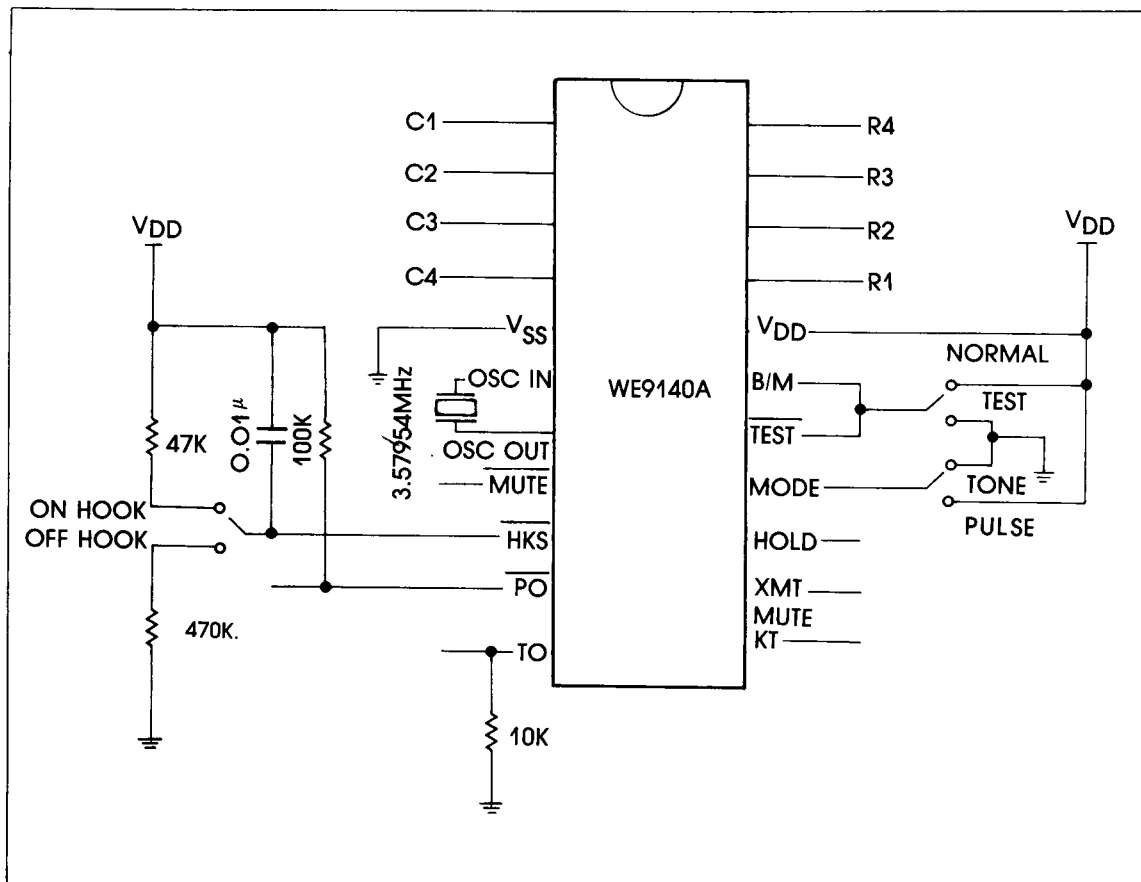 C1
C2
C3
C4
VDD
VSS
OSC IN
3.57954MHz
OSC OUT
MUTE
HKS
PO
TO
47K
0.01μ
100K
ON HOOK
OFF HOOK
470K.
10K
WE9140A
R4
R3
R2
R1
VDD
VDD
B/M
TEST
MODE
HOLD
XMT
MUTE
KT
NORMAL
TEST
TONE
PULSE